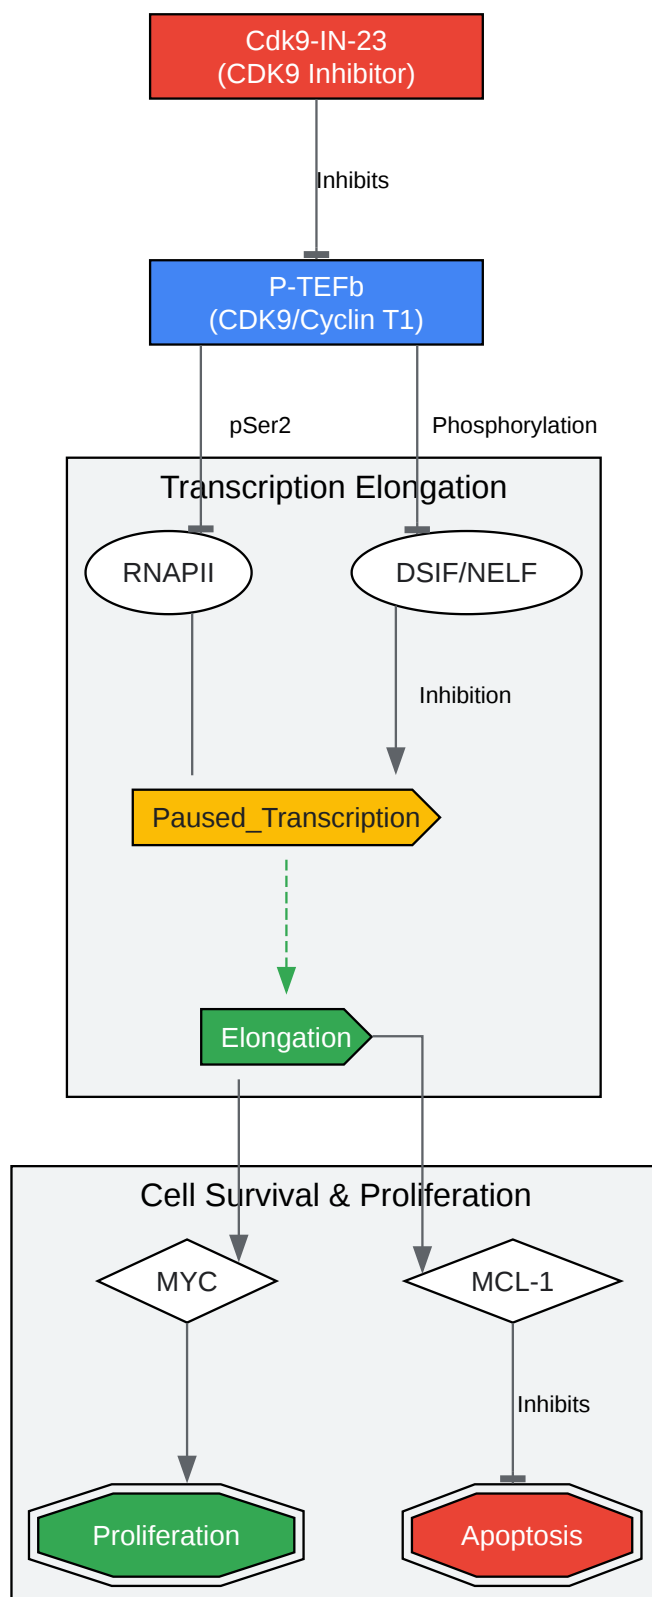 Cdk9-IN-23
(CDK9 Inhibitor)
Inhibits
P-TEFb
(CDK9/Cyclin T1)
pSer2
Phosphorylation
Transcription Elongation
RNAPII
DSIF/NELF
Inhibition
Paused_Transcription
Elongation
Cell Survival & Proliferation
MYC
MCL-1
Inhibits
Proliferation
Apoptosis